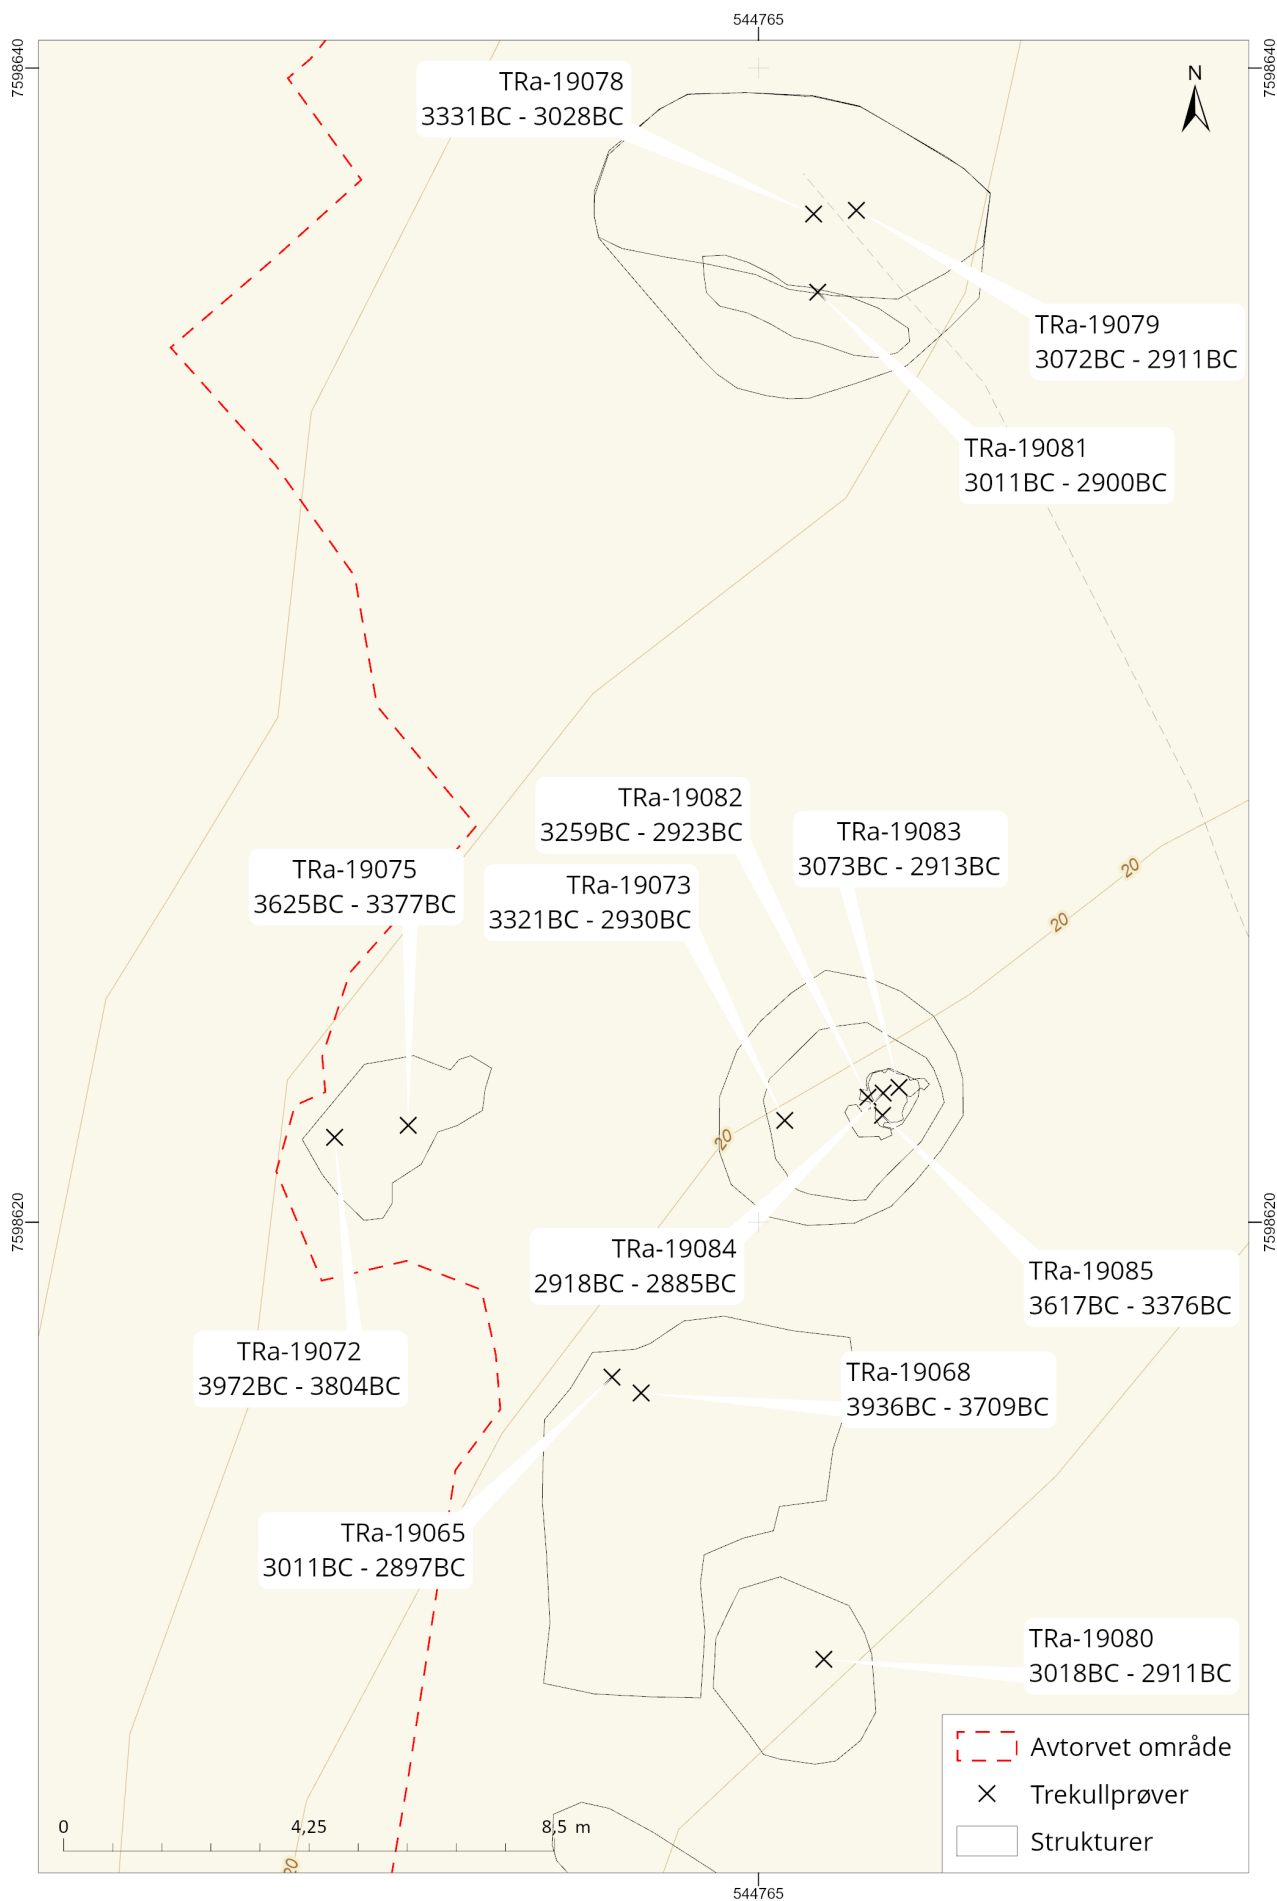 544765
7598640
7598640
N
TRa-19078
3331BC - 3028BC
TRa-19079
3072BC - 2911BC
TRa-19081
3011BC - 2900BC
TRa-19082
3259BC - 2923BC
TRa-19083
3073BC - 2913BC
TRa-19075
3625BC - 3377BC
TRa-19073
3321BC - 2930BC
20
20
20
7598620
7598620
TRa-19084
2918BC - 2885BC
TRa-19085
3617BC - 3376BC
TRa-19072
3972BC - 3804BC
TRa-19068
3936BC - 3709BC
TRa-19065
3011BC - 2897BC
TRa-19080
3018BC - 2911BC
Avtorvet område
Trekullprøver
Strukturer
0 4,25 8,5 m
20
544765